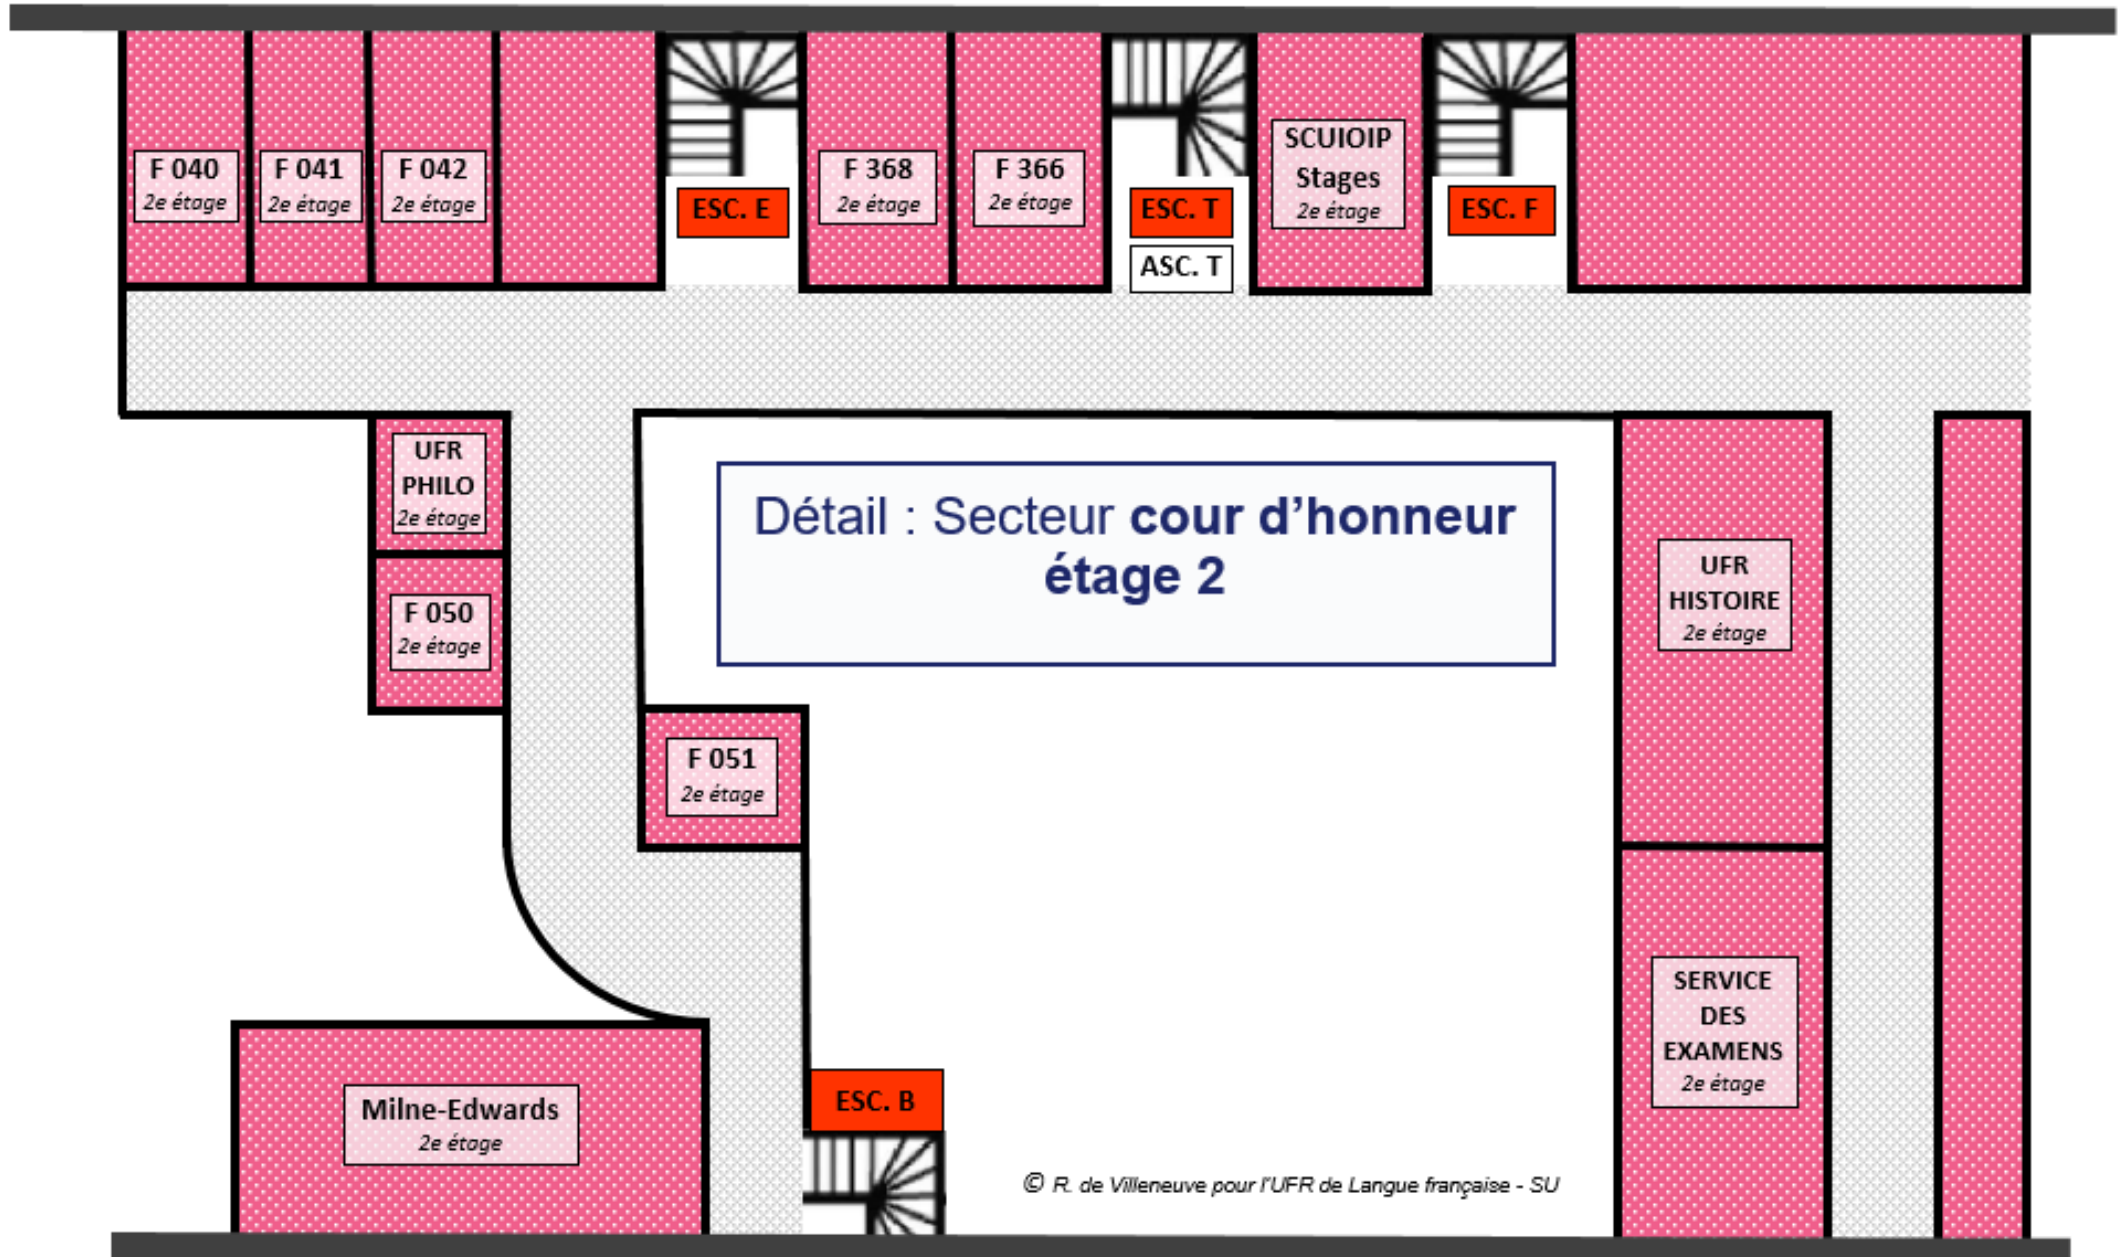 F 040
2e étage
F 041
2e étage
F 042
2e étage
ESC. E
F 368
2e étage
F 366
2e étage
ESC. T
ASC. T
SCUIOIP
Stages
2e étage
ESC. F
UFR
PHILO
2e étage
F 050
2e étage
Détail : Secteur cour d’honneur
étage 2
UFR
HISTOIRE
2e étage
F 051
2e étage
SERVICE
DES
EXAMENS
2e étage
Milne-Edwards
2e étage
ESC. B
© R. de Villeneuve pour l'UFR de Langue française - SU